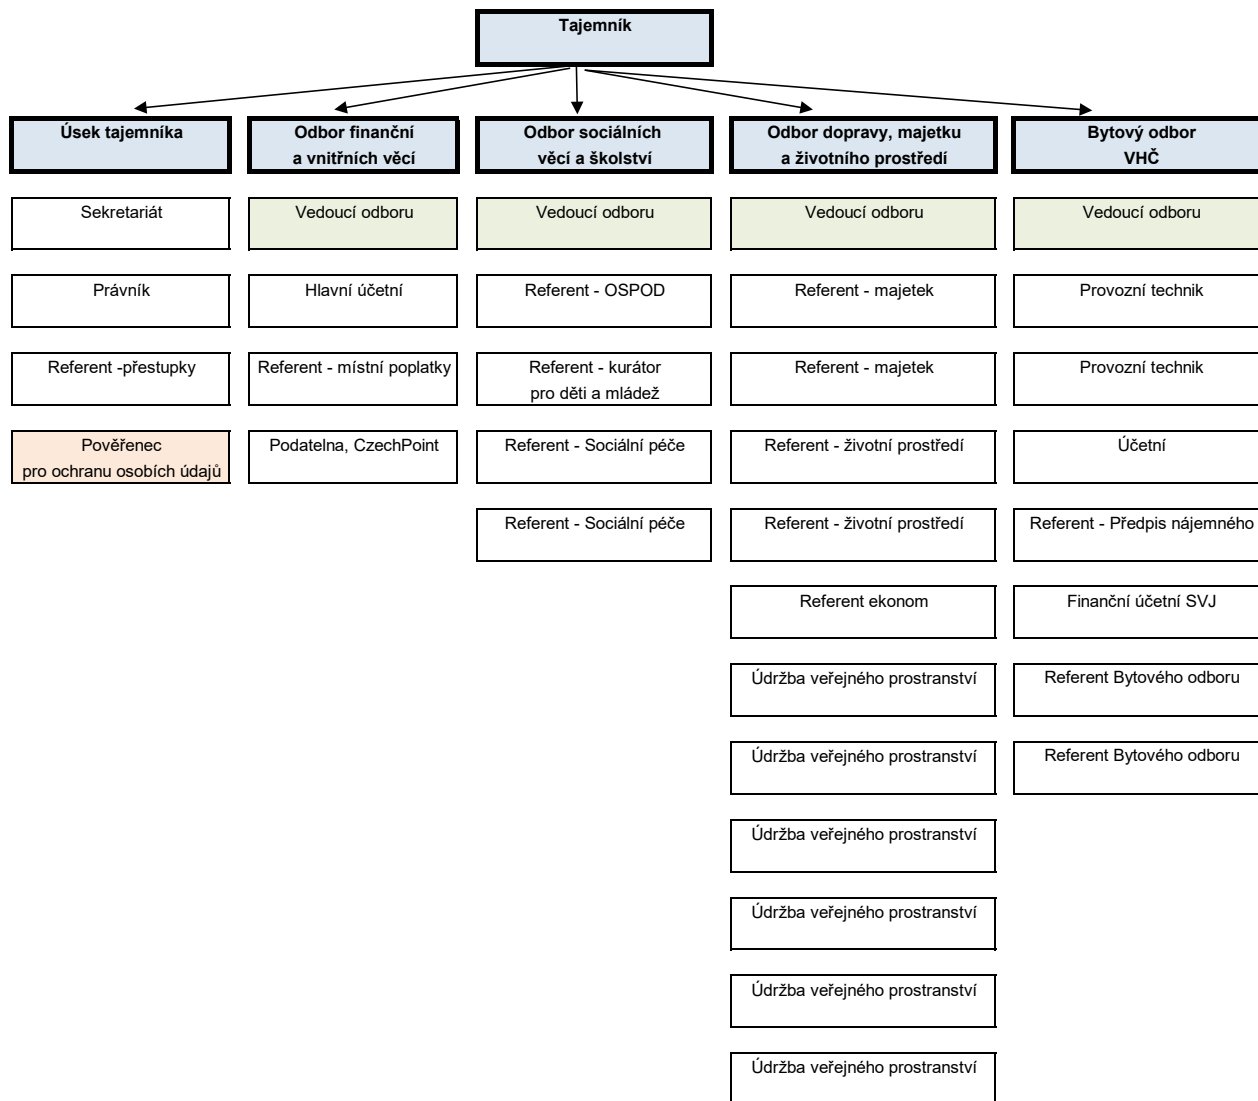 Tajemník
Úsek tajemníka
Odbor finanční
a vnitřních věcí
Odbor sociálních
věcí a školství
Odbor dopravy, majetku
a životního prostředí
Bytový odbor
VHČ
Sekretariát
Vedoucí odboru
Vedoucí odboru
Vedoucí odboru
Vedoucí odboru
Právník
Hlavní účetní
Referent - OSPOD
Referent - majetek
Provozní technik
Referent -přestupky
Referent - místní poplatky
Referent - kurátor
pro děti a mládež
Referent - majetek
Provozní technik
Pověřenec
pro ochranu osobích údajů
Podatelna, CzechPoint
Referent - Sociální péče
Referent - životní prostředí
Účetní
Referent - Sociální péče
Referent - životní prostředí
Referent - Předpis nájemného
Referent ekonom
Finanční účetní SVJ
Údržba veřejného prostranství
Referent Bytového odboru
Údržba veřejného prostranství
Referent Bytového odboru
Údržba veřejného prostranství
Údržba veřejného prostranství
Údržba veřejného prostranství
Údržba veřejného prostranství